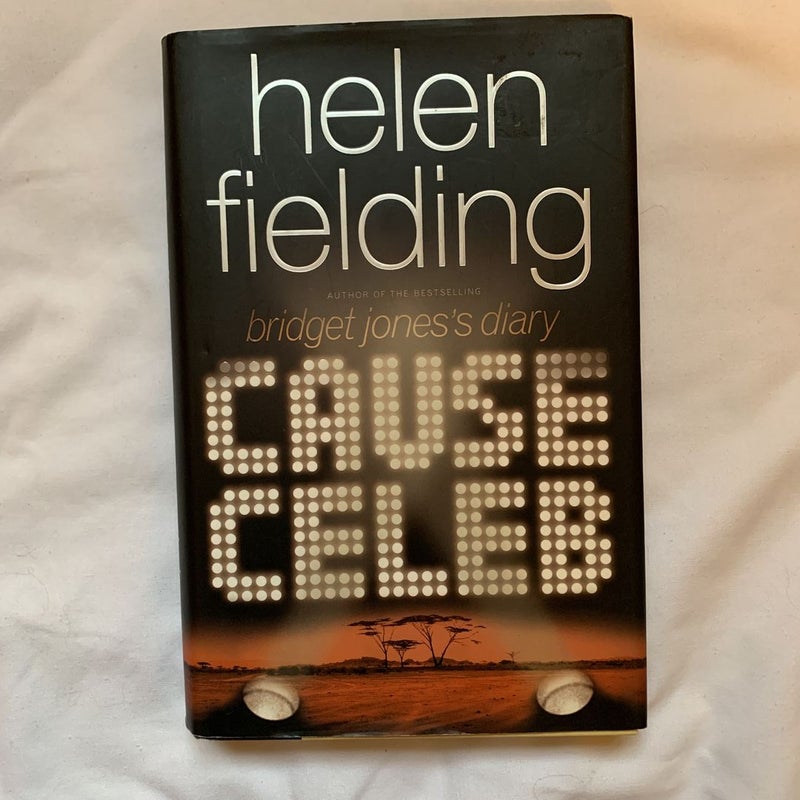 helen
fielding
AUTHOR OF THE BESTSELLING
bridget jones's diary
CAUSE
CELEB